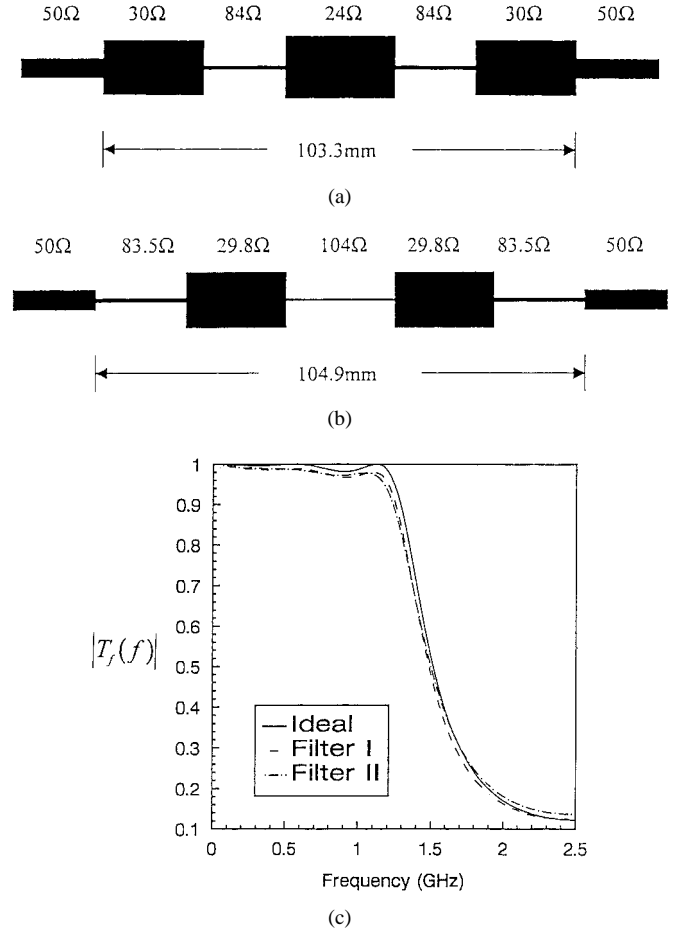 50Ω 30Ω 84Ω 24Ω 84Ω 30Ω 50Ω
103.3mm
(a)
50Ω 83.5Ω 29.8Ω 104Ω 29.8Ω 83.5Ω 50Ω
104.9mm
(b)
1
0.9
0.8
0.7
0.6
0.5
0.4
0.3
0.2
0.1
|T_f(f)|
Ideal
Filter I
Filter II
0 0.5 1 1.5 2 2.5
Frequency (GHz)
(c)